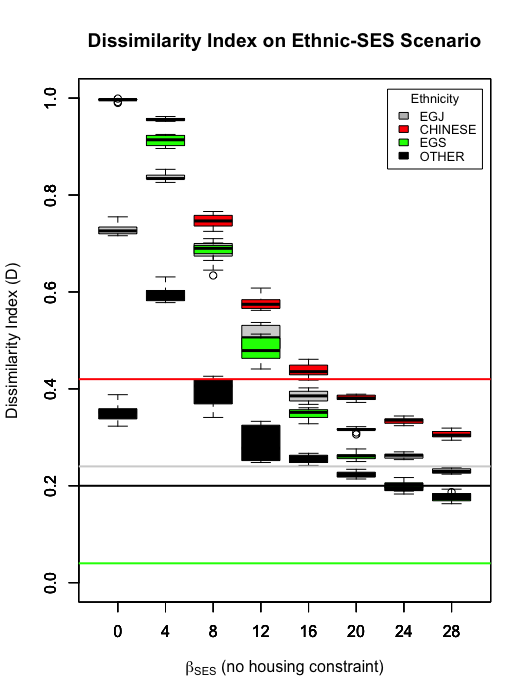 Dissimilarity Index on Ethnic-SES Scenario
Ethnicity
EGJ
CHINESE
EGS
OTHER
Dissimilarity Index (D)
1.0
0.8
0.6
0.4
0.2
0.0
0 4 8 12 16 20 24 28
βSES (no housing constraint)